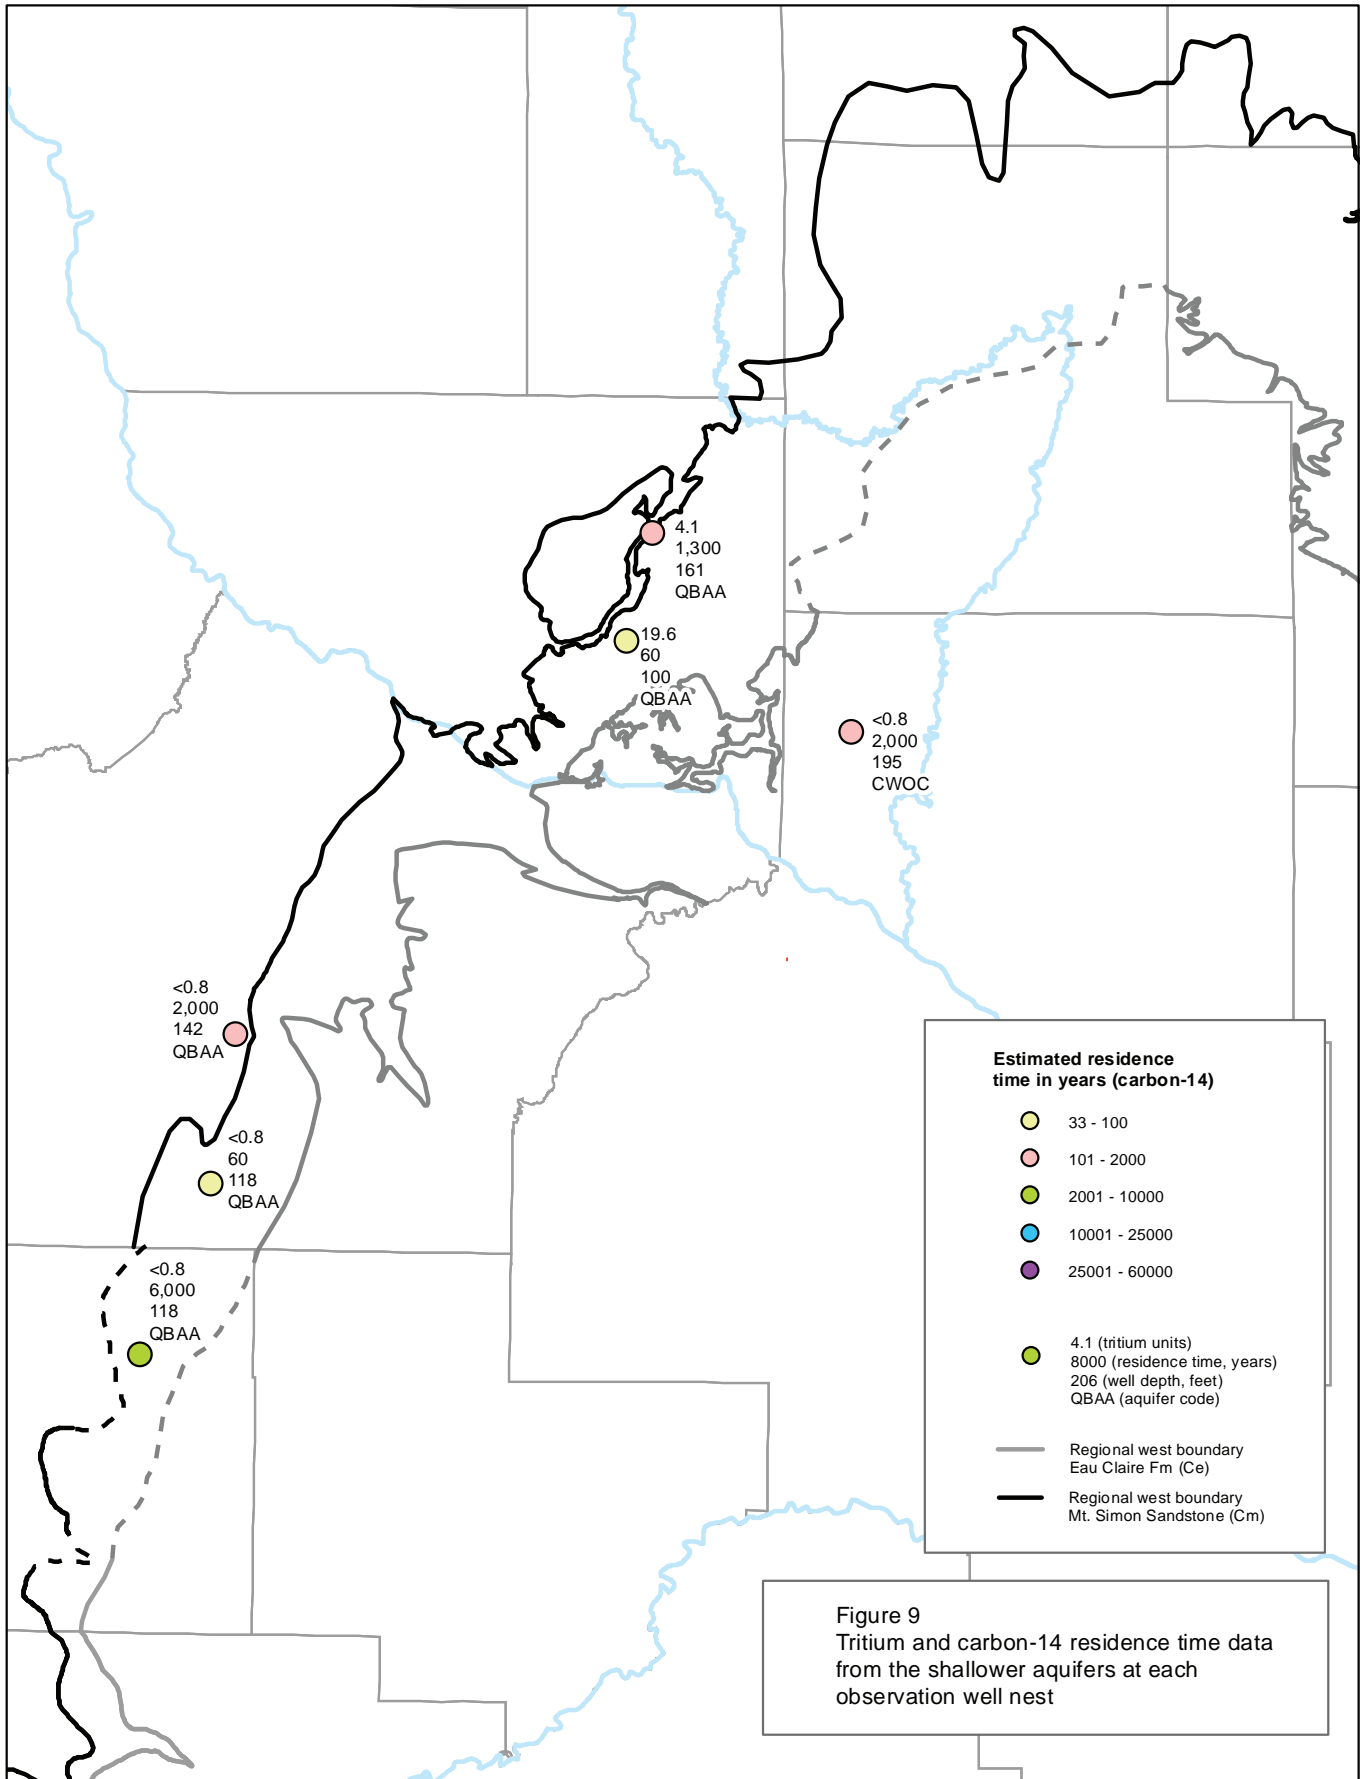 4.1
1,300
161
QBAA
19.6
60
100
QBAA
<0.8
2,000
195
CWOC
<0.8
2,000
142
QBAA
<0.8
60
118
QBAA
<0.8
6,000
118
QBAA
Estimated residence
time in years (carbon-14)
33 - 100
101 - 2000
2001 - 10000
10001 - 25000
25001 - 60000
4.1 (tritium units)
8000 (residence time, years)
206 (well depth, feet)
QBAA (aquifer code)
Regional west boundary
Eau Claire Fm (Ce)
Regional west boundary
Mt. Simon Sandstone (Cm)
Figure 9
Tritium and carbon-14 residence time data
from the shallower aquifers at each
observation well nest